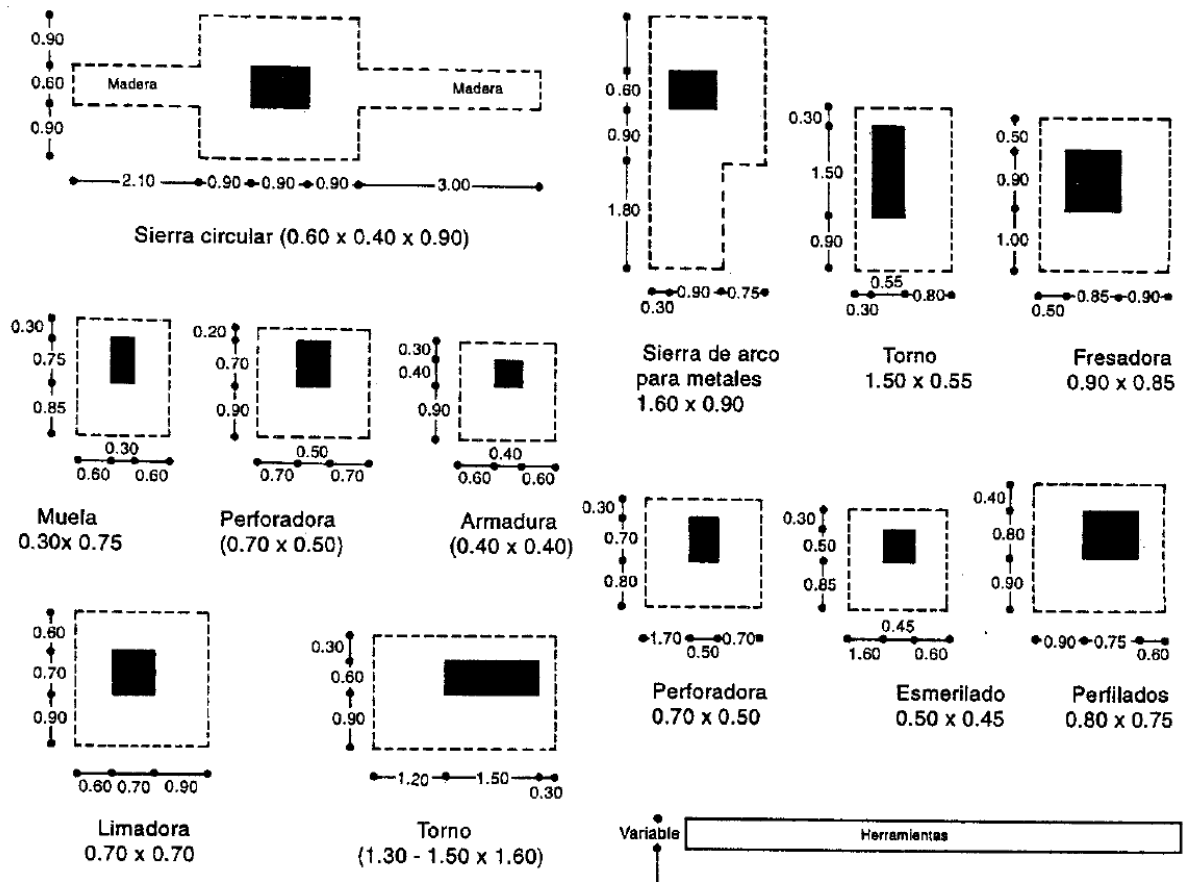 0.90
0.60
0.90
Madera
Madera
2.10 0.90 0.90 0.90 3.00
Sierra circular (0.60 x 0.40 x 0.90)
0.60
0.90
1.80
0.30 0.90 0.75
Sierra de arco
para metales
1.60 x 0.90
0.30
1.50
0.90
0.55
0.30 0.80
Torno
1.50 x 0.55
0.50
0.90
1.00
0.50 0.85 0.90
Fresadora
0.90 x 0.85
0.30
0.75
0.85
0.30
0.60 0.60
Muela
0.30x 0.75
0.20
0.70
0.90
0.50
0.70 0.70
Perforadora
(0.70 x 0.50)
0.30
0.40
0.90
0.40
0.60 0.60
Armadura
(0.40 x 0.40)
0.30
0.70
0.80
1.70 0.70
0.50
Perforadora
0.70 x 0.50
0.30
0.50
0.85
0.45
1.60 0.60
Esmerilado
0.50 x 0.45
0.40
0.80
0.90
0.90 0.75
0.60
Perfilados
0.80 x 0.75
0.60
0.70
0.90
0.60 0.70 0.90
Limadora
0.70 x 0.70
0.30
0.60
0.90
1.20 1.50
0.30
Torno
(1.30 - 1.50 x 1.60)
Variable
Herramientas